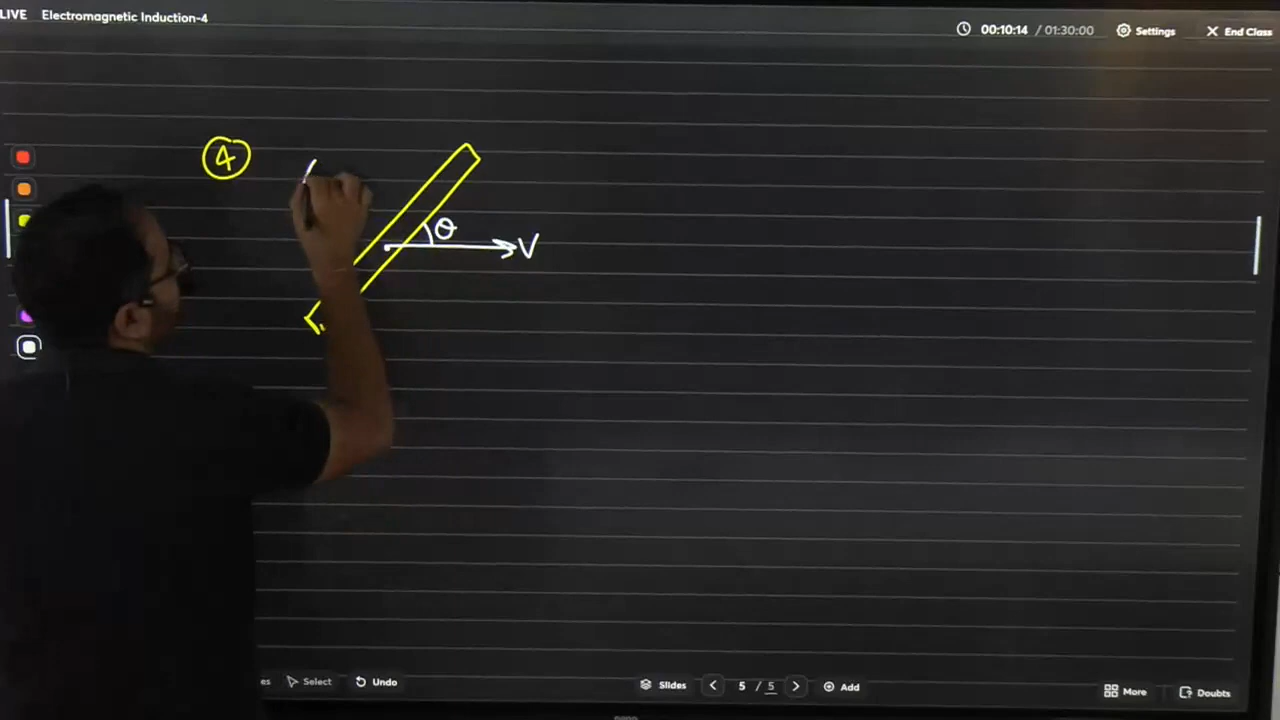 LIVE Electromagnetic Induction-4
00:10:14 / 01:30:00 Settings End Class
4
θ
V
Select Undo Slides 5 / 5 Add More Doubts